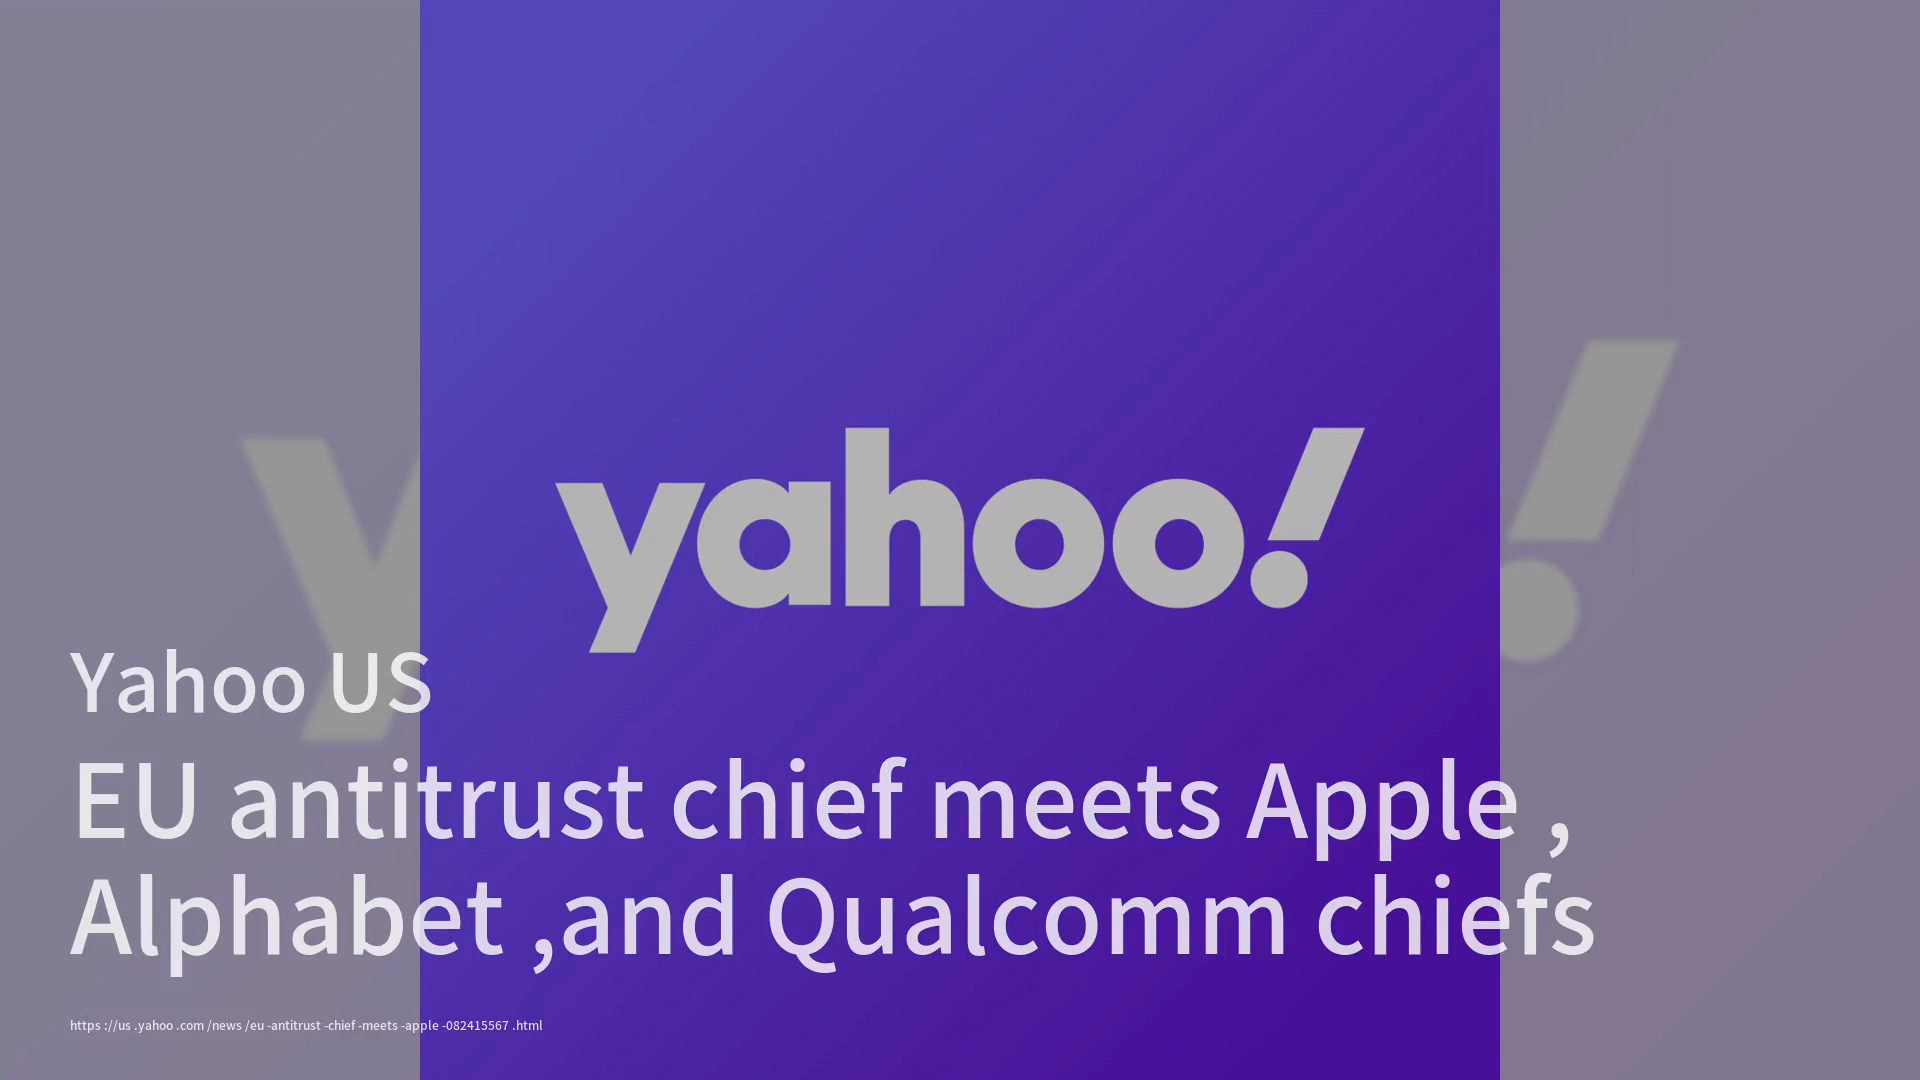 yahoo!
Yahoo US
EU antitrust chief meets Apple ,
Alphabet ,and Qualcomm chiefs
https ://us .yahoo .com /news /eu -antitrust -chief -meets -apple -082415567 .html